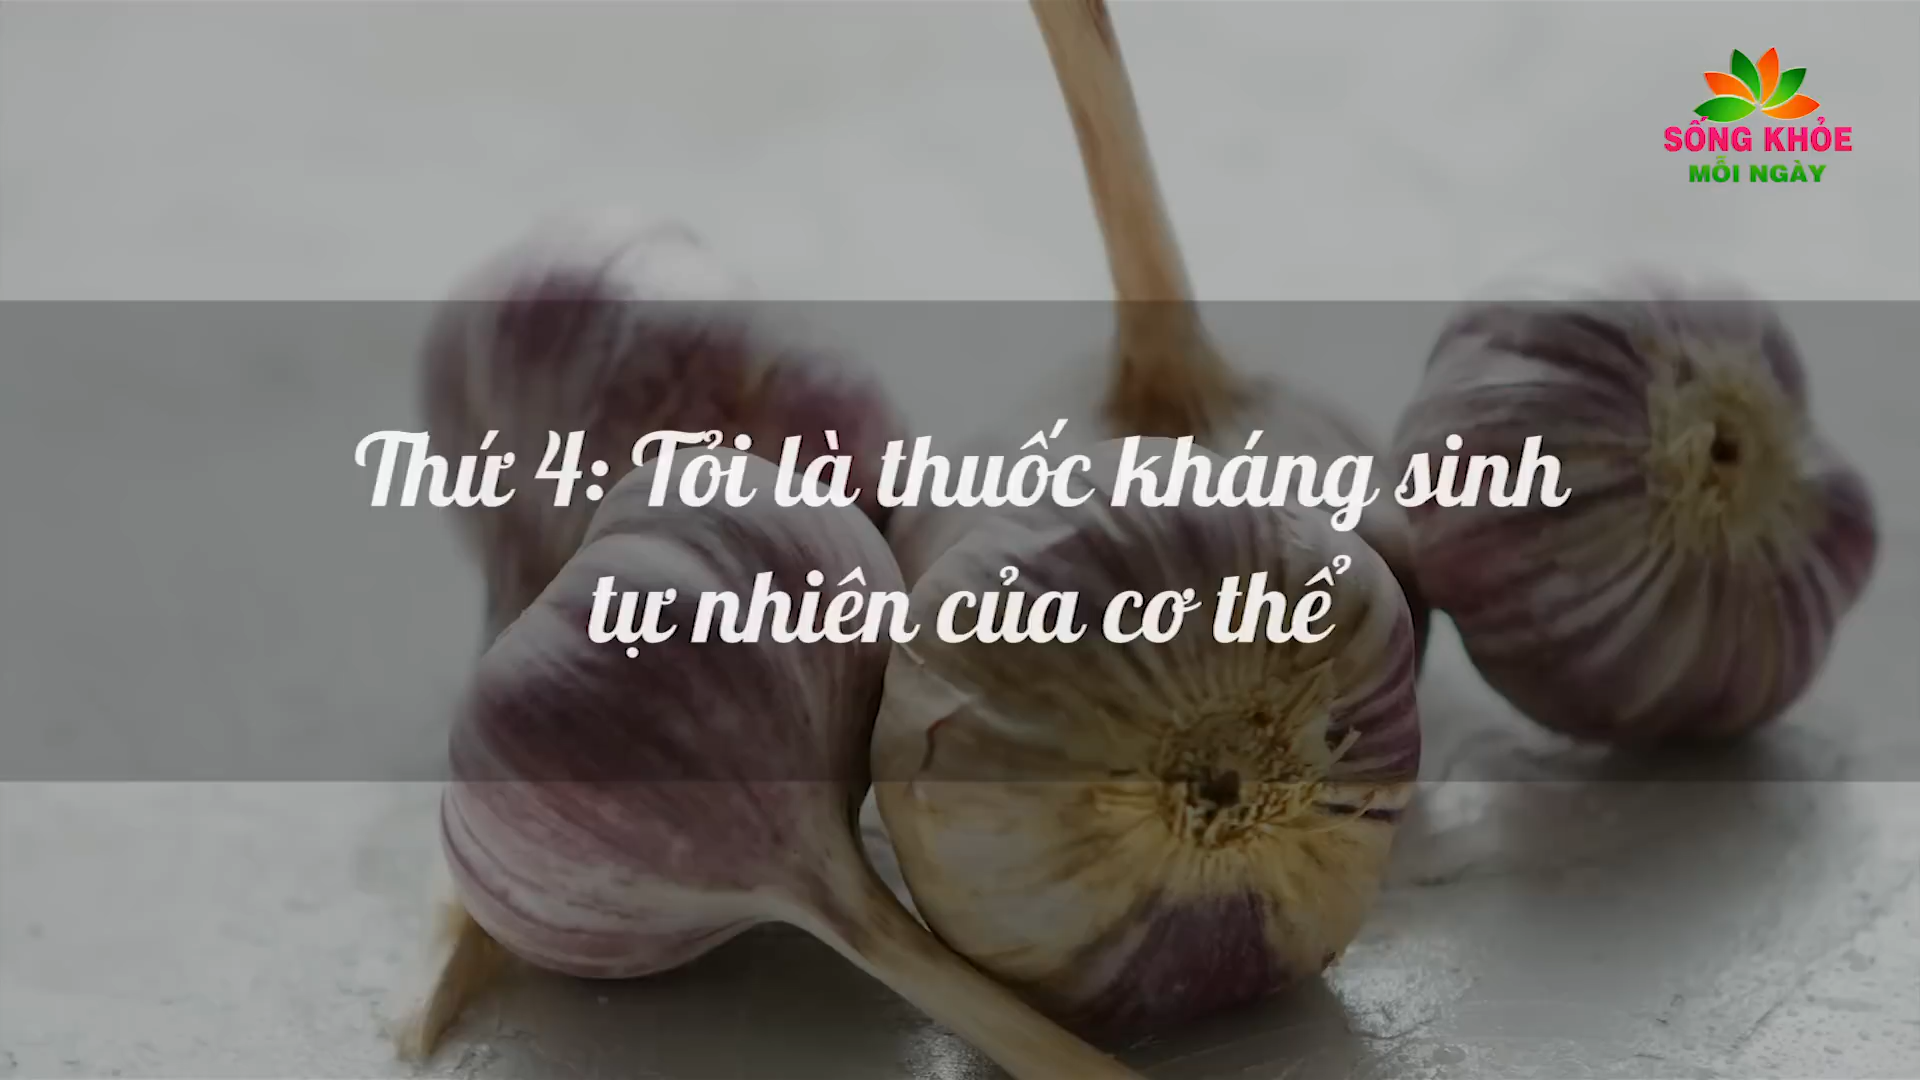 SỐNG KHỎE
MỖI NGÀY
Thứ 4: Tỏi là thuốc kháng sinh
tự nhiên của cơ thể